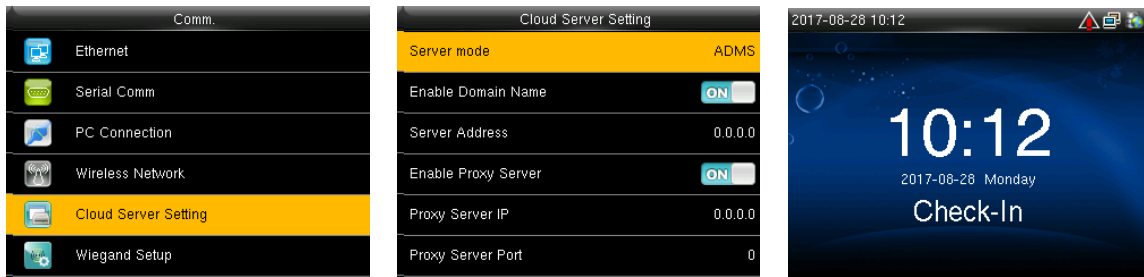 Comm.
Ethernet
Serial Comm
PC Connection
Wireless Network
Cloud Server Setting
Wiegand Setup
Cloud Server Setting
Server mode ADMS
Enable Domain Name ON
Server Address 0.0.0.0
Enable Proxy Server ON
Proxy Server IP 0.0.0.0
Proxy Server Port 0
2017-08-28 10:12
10:12
2017-08-28 Monday
Check-In